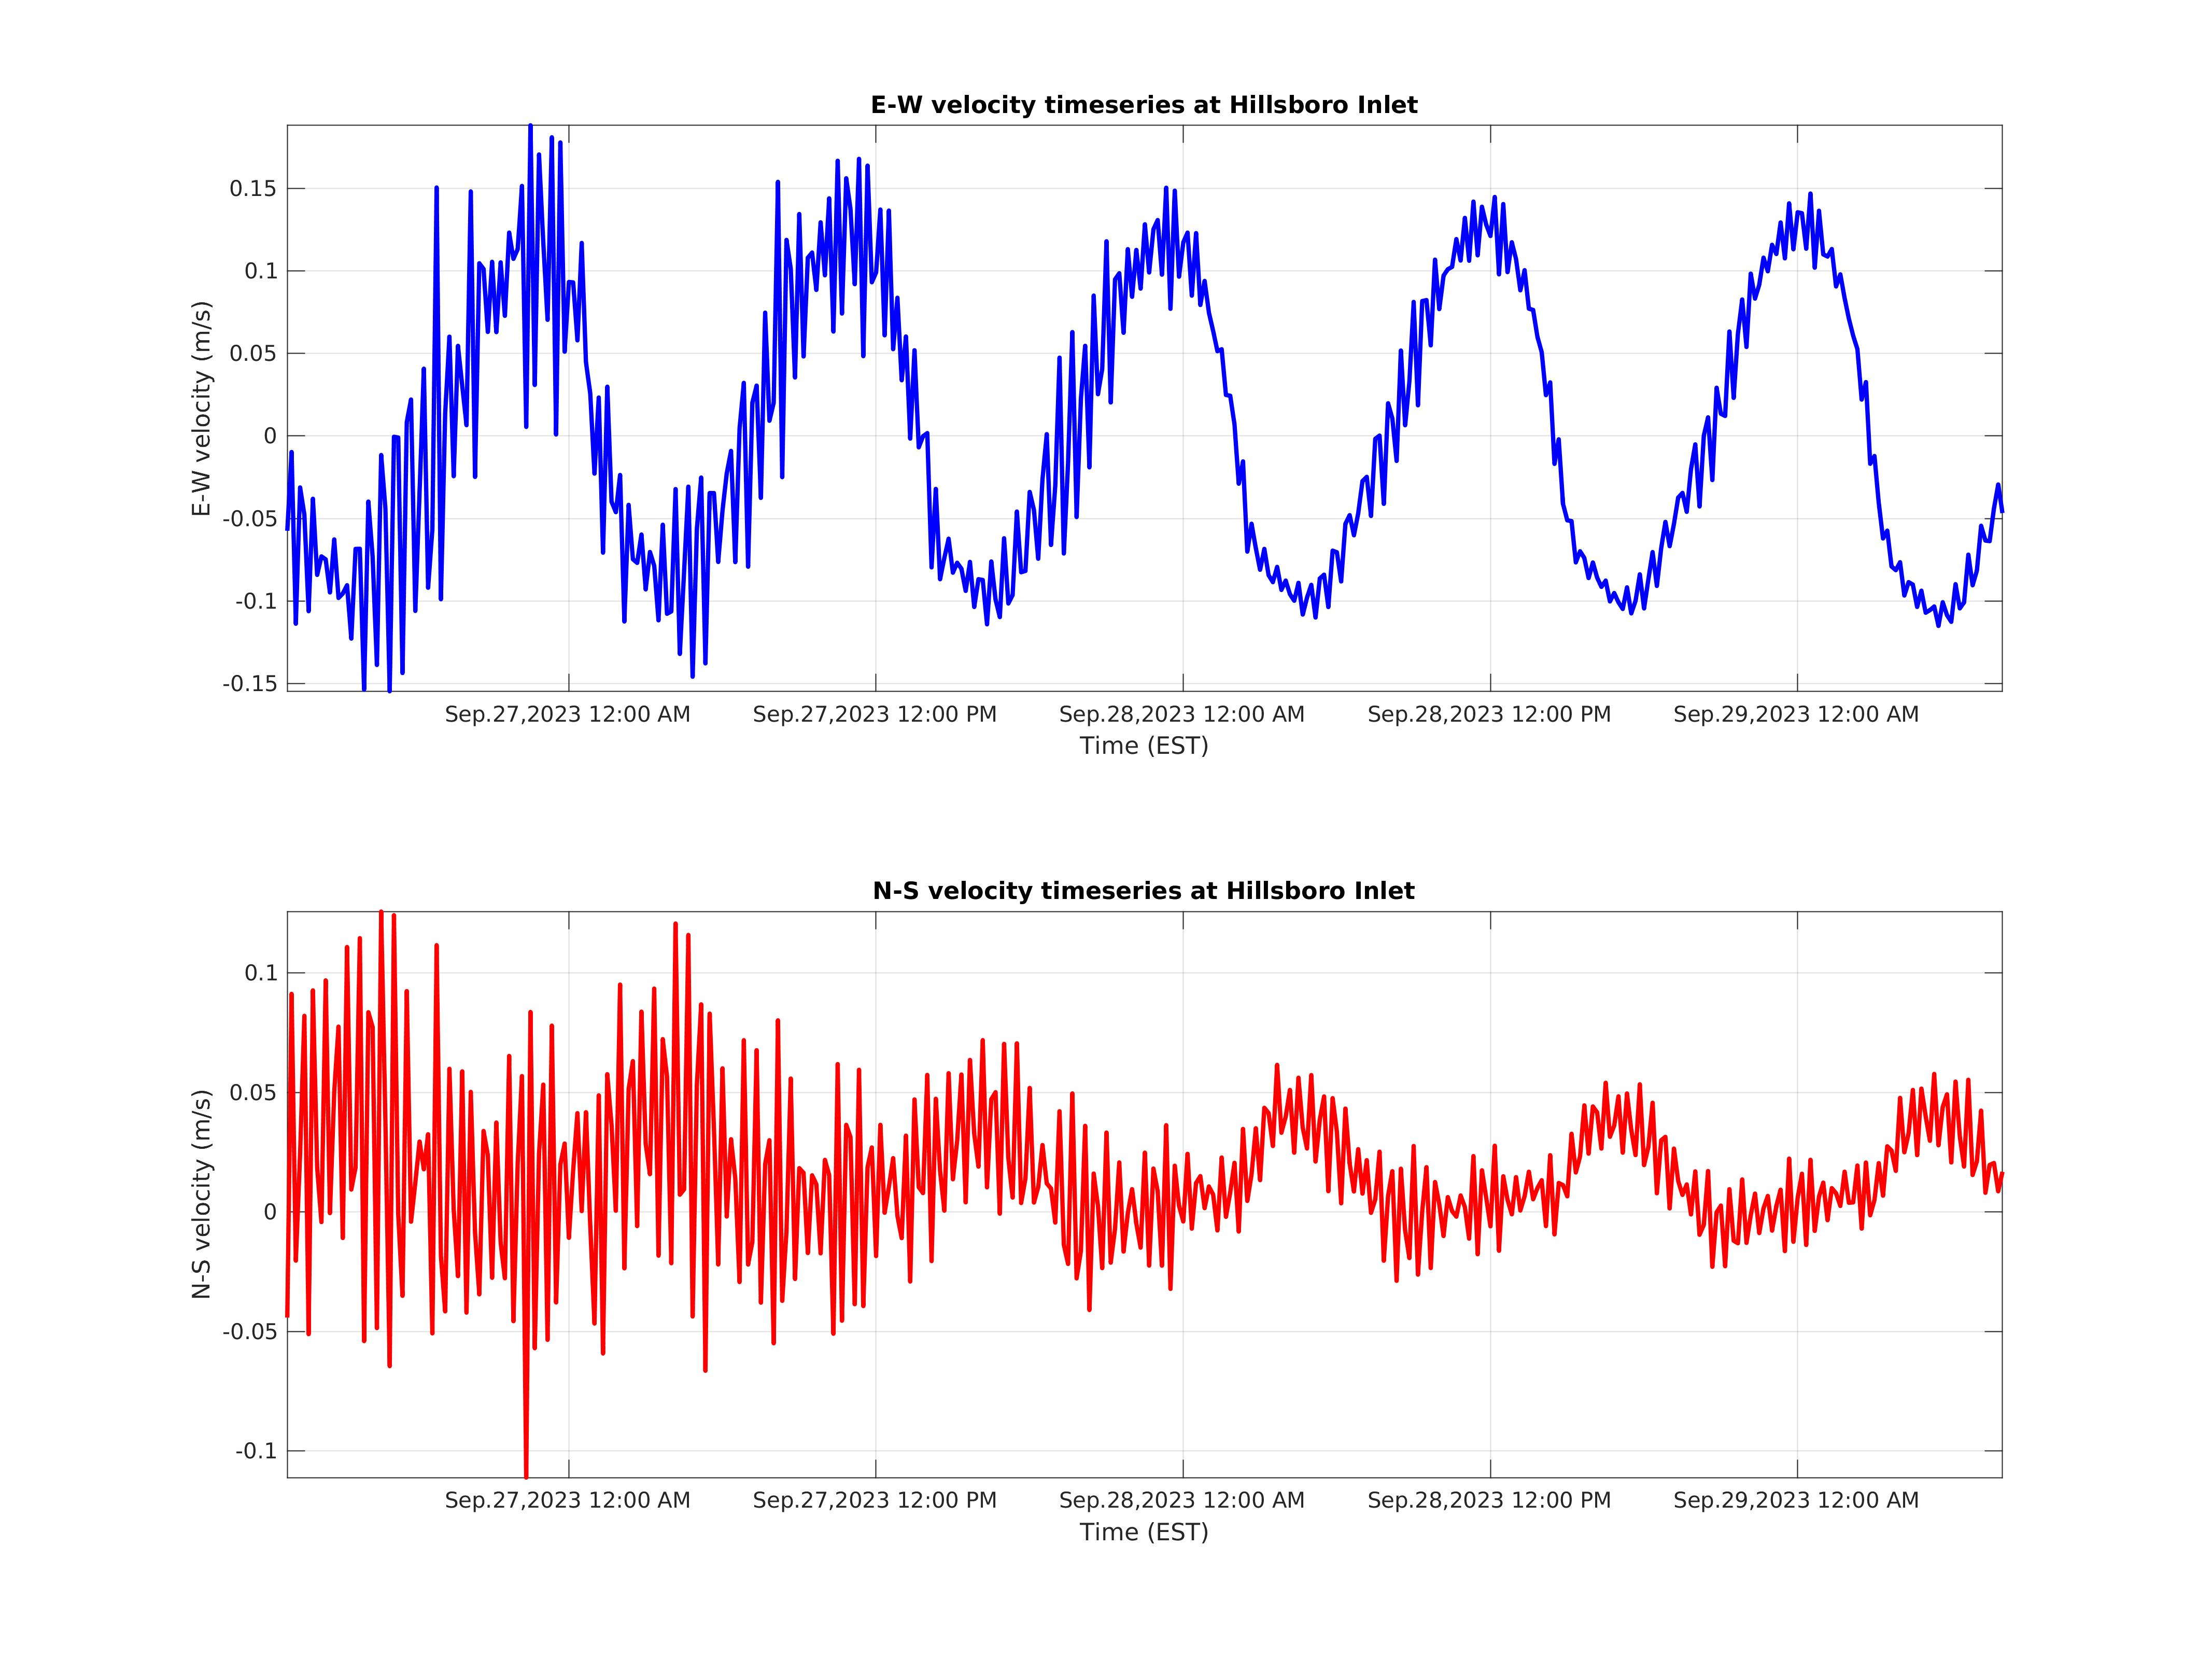 E-W velocity timeseries at Hillsboro Inlet
E-W velocity (m/s)
0.15
0.1
0.05
0
-0.05
-0.1
-0.15
Sep.27,2023 12:00 AM Sep.27,2023 12:00 PM Sep.28,2023 12:00 AM Sep.28,2023 12:00 PM Sep.29,2023 12:00 AM
Time (EST)
N-S velocity timeseries at Hillsboro Inlet
N-S velocity (m/s)
0.1
0.05
0
-0.05
-0.1
Sep.27,2023 12:00 AM Sep.27,2023 12:00 PM Sep.28,2023 12:00 AM Sep.28,2023 12:00 PM Sep.29,2023 12:00 AM
Time (EST)